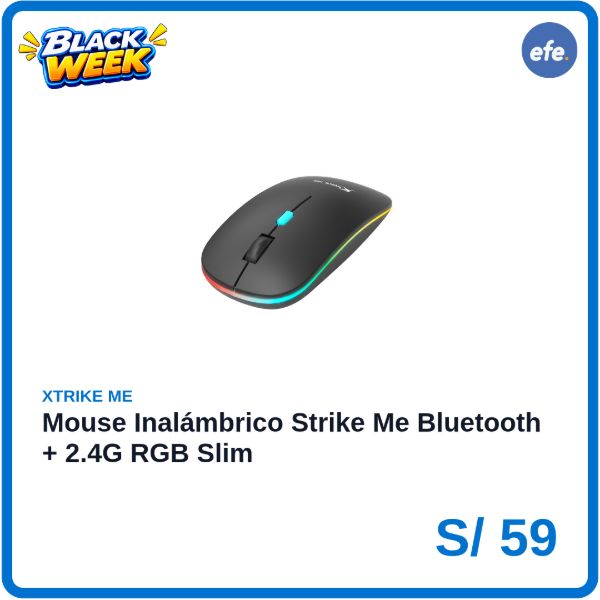 BLACK
WEEK
efe.
XTRIKE ME
Mouse Inalámbrico Strike Me Bluetooth
+ 2.4G RGB Slim
S/ 59